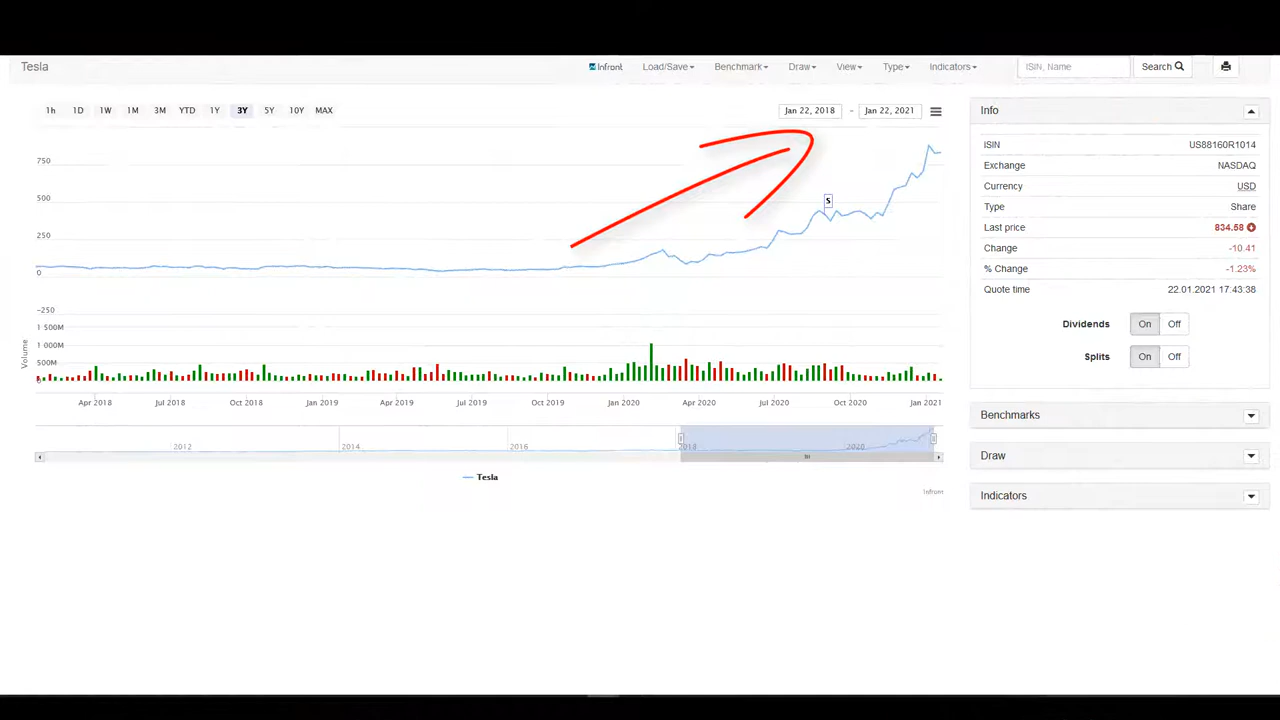 Tesla
Infront Load/Save Benchmark Draw View Type Indicators ISIN, Name Search
1h 1D 1W 1M 3M YTD 1Y 3Y 5Y 10Y MAX
Jan 22, 2018 - Jan 22, 2021
750
500
250
0
-250
S
1 500M
1 000M
500M
0
Volume
Apr 2018 Jul 2018 Oct 2018 Jan 2019 Apr 2019 Jul 2019 Oct 2019 Jan 2020 Apr 2020 Jul 2020 Oct 2020 Jan 2021
2012 2014 2016 2018 2020
Tesla
Infront
Info
ISIN US88160R1014
Exchange NASDAQ
Currency USD
Type Share
Last price 834.58
Change -10.41
% Change -1.23%
Quote time 22.01.2021 17:43:38
Dividends On Off
Splits On Off
Benchmarks
Draw
Indicators